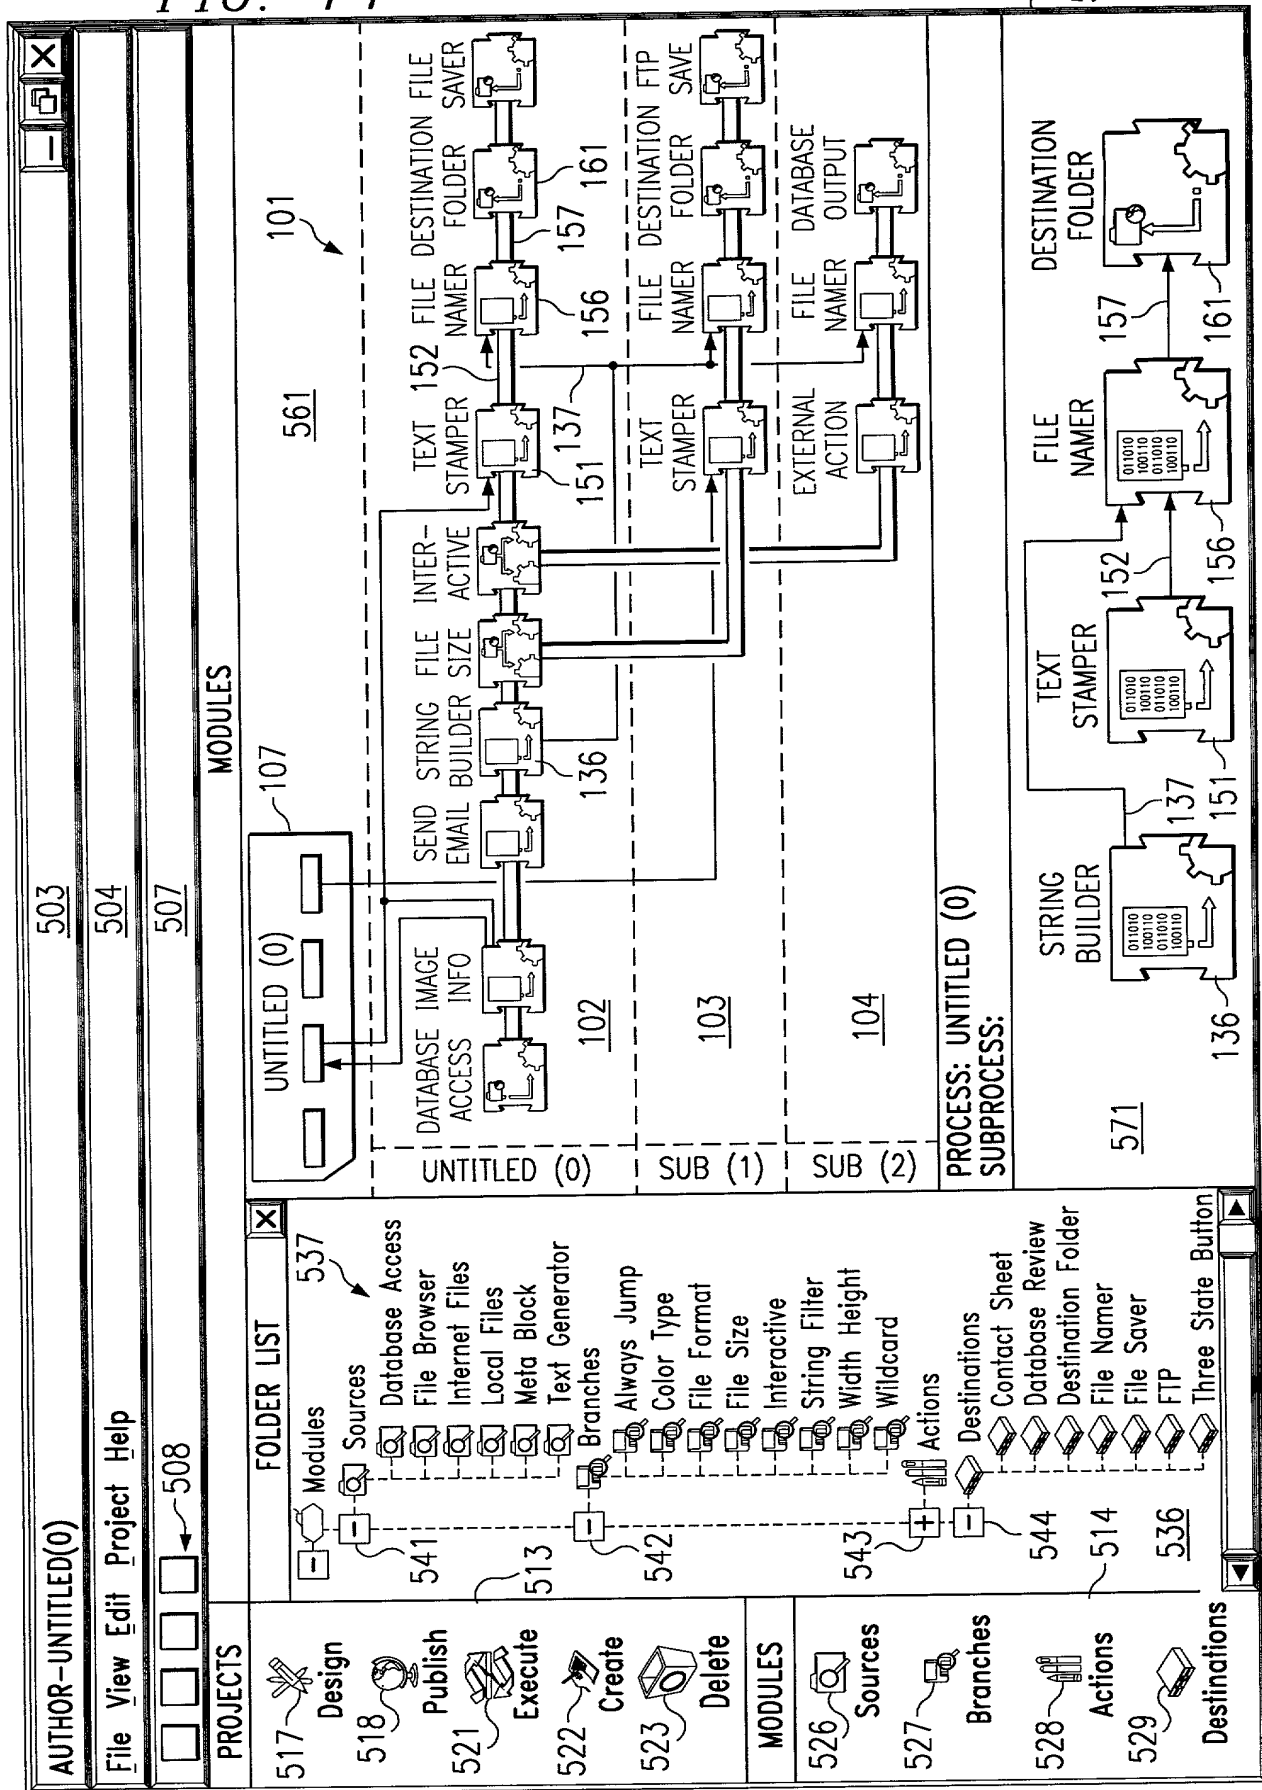 AUTHOR-UNTITLED(0)
503
File View Edit Project Help
504
507
508
PROJECTS
517
Design
518
Publish
521
Execute
522
Create
523
Delete
513
MODULES
526
Sources
527
Branches
528
Actions
529
Destinations
514
MODULES
FOLDER LIST
Modules
537
541
Sources
Database Access
File Browser
Internet Files
Local Files
Meta Block
Text Generator
542
Branches
Always Jump
Color Type
File Format
File Size
Interactive
String Filter
Width Height
Wildcard
543
Actions
544
Destinations
Contact Sheet
Database Review
Destination Folder
File Namer
File Saver
FTP
Three State Button
536
UNTITLED (0)
107
561
101
UNTITLED (0)
DATABASE ACCESS
IMAGE INFO
SEND EMAIL
STRING BUILDER
FILE SIZE
INTER-ACTIVE
TEXT STAMPER
FILE NAMER
DESTINATION FOLDER
FILE SAVER
136
151
152
156
157
161
137
102
SUB (1)
103
TEXT STAMPER
FILE NAMER
DESTINATION FOLDER
FTP SAVE
SUB (2)
104
EXTERNAL ACTION
FILE NAMER
DATABASE OUTPUT
PROCESS: UNTITLED (0)
SUBPROCESS:
571
STRING BUILDER
011010
100110
011010
100110
136
137
TEXT STAMPER
011010
100110
011010
100110
151
152
FILE NAMER
011010
100110
011010
100110
156
157
DESTINATION FOLDER
161